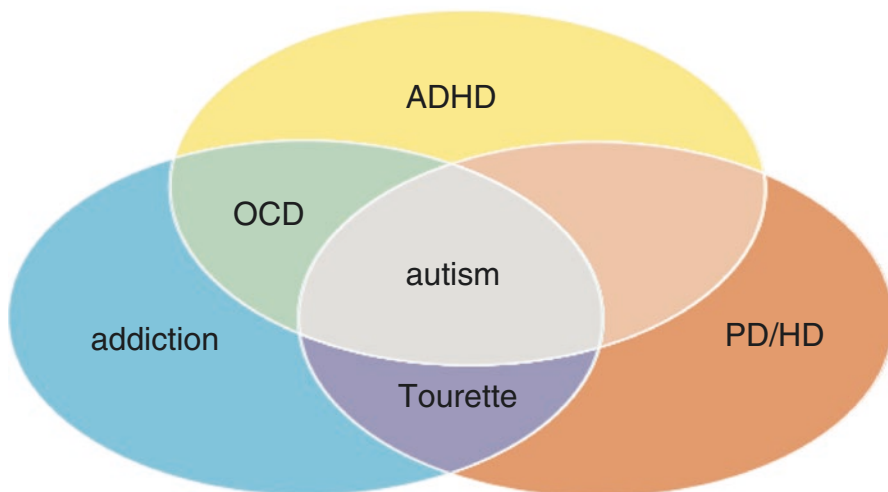 ADHD
OCD
autism
addiction
PD/HD
Tourette